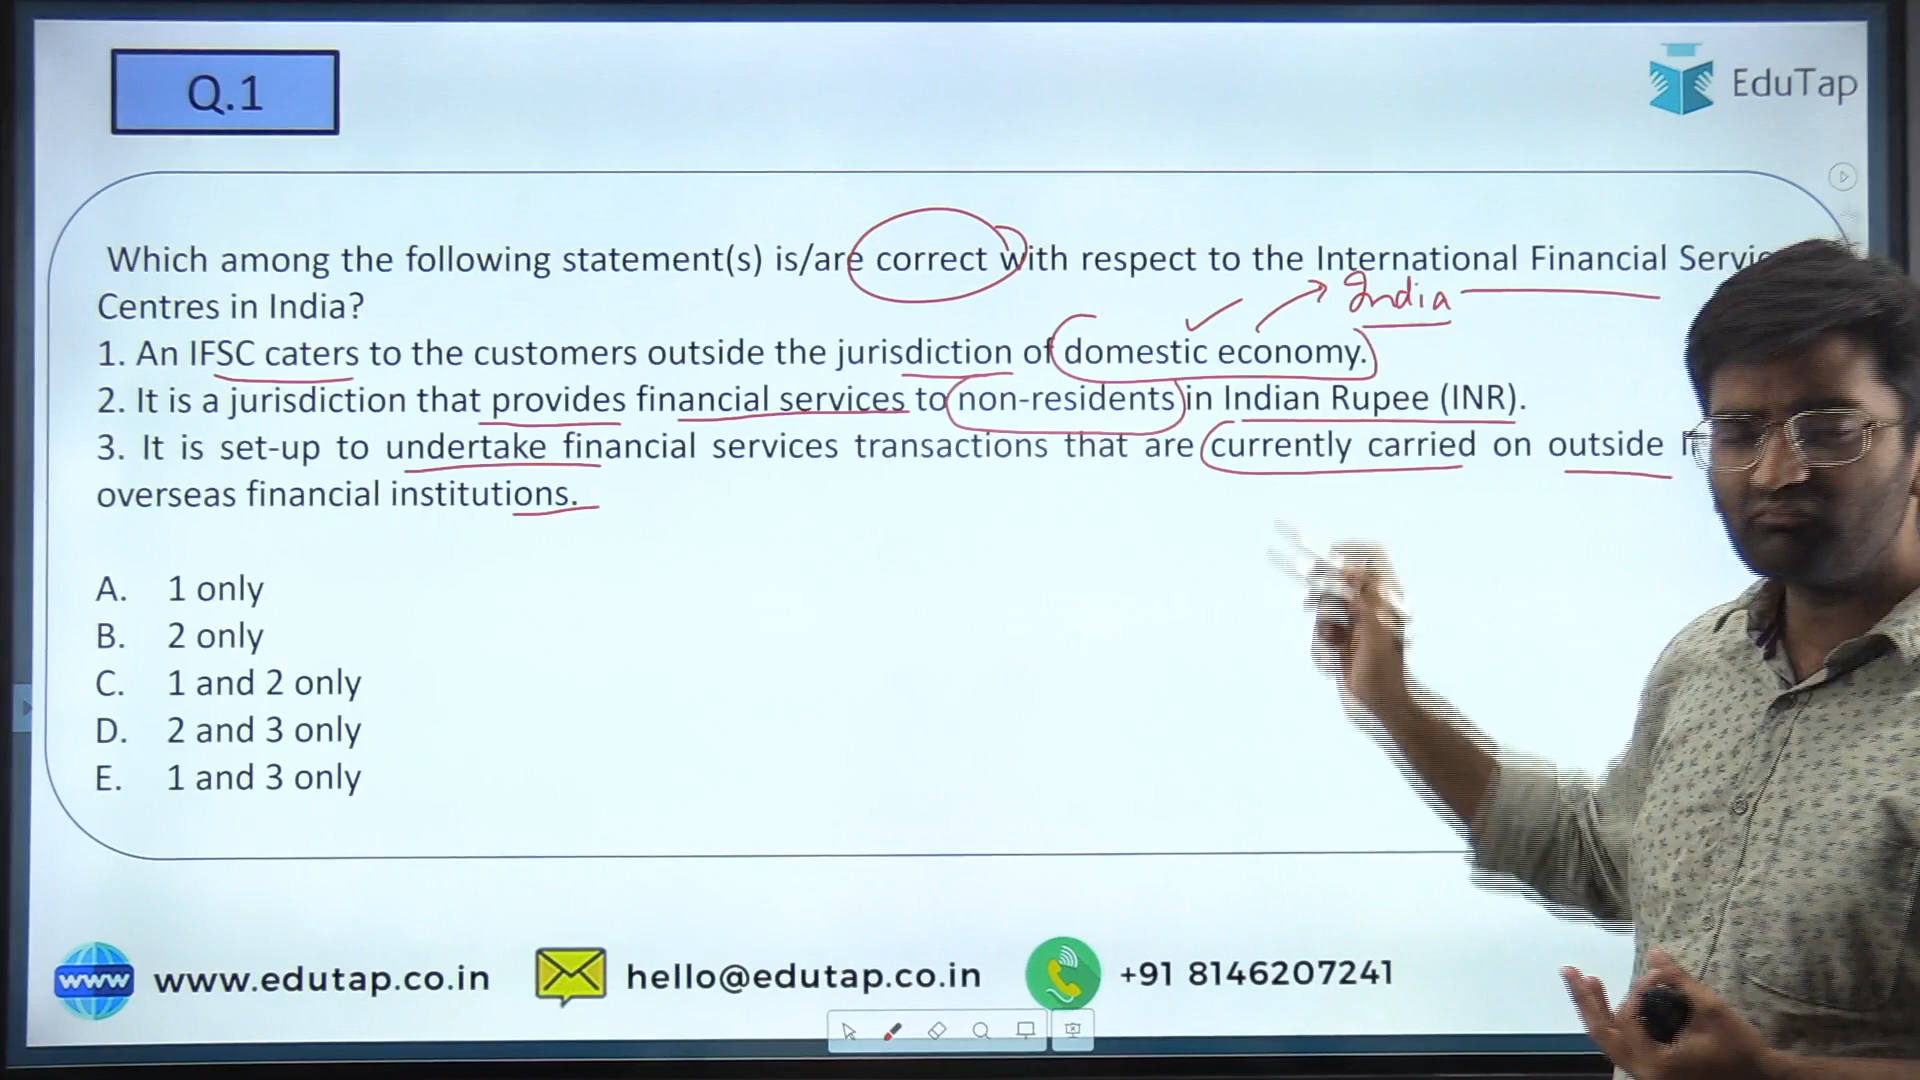 Q.1
EduTap
Which among the following statement(s) is/are correct with respect to the International Financial
Centres in India?
India
1. An IFSC caters to the customers outside the jurisdiction of domestic economy.
2. It is a jurisdiction that provides financial services to non-residents in Indian Rupee (INR).
3. It is set-up to undertake financial services transactions that are currently carried on outside
overseas financial institutions.
A. 1 only
B. 2 only
C. 1 and 2 only
D. 2 and 3 only
E. 1 and 3 only
www www.edutap.co.in hello@edutap.co.in +91 8146207241